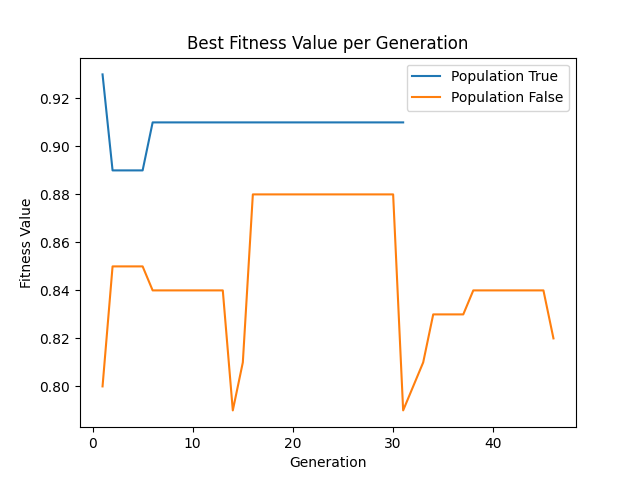 Best Fitness Value per Generation
Population True
Population False
Fitness Value
0.92
0.90
0.88
0.86
0.84
0.82
0.80
0
10
20
30
40
Generation